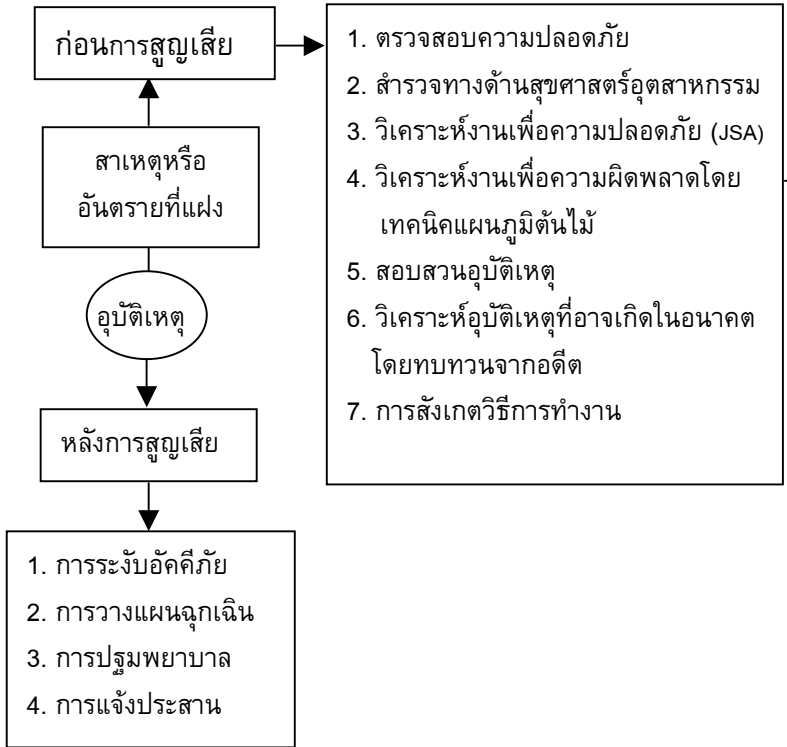 ก่อนการสูญเสีย
สาเหตุหรือ
อันตรายที่แฝง
อุบัติเหตุ
หลังการสูญเสีย
1. การระงับอัคคีภัย
2. การวางแผนฉุกเฉิน
3. การปฐมพยาบาล
4. การแจ้งประสาน
1. ตรวจสอบความปลอดภัย
2. สำรวจทางด้านสุขศาสตร์อุตสาหกรรม
3. วิเคราะห์งานเพื่อความปลอดภัย (JSA)
4. วิเคราะห์งานเพื่อความผิดพลาดโดย
เทคนิคแผนภูมิต้นไม้
5. สอบสวนอุบัติเหตุ
6. วิเคราะห์อุบัติเหตุที่อาจเกิดในอนาคต
โดยทบทวนจากอดีต
7. การสังเกตวิธีการทำงาน